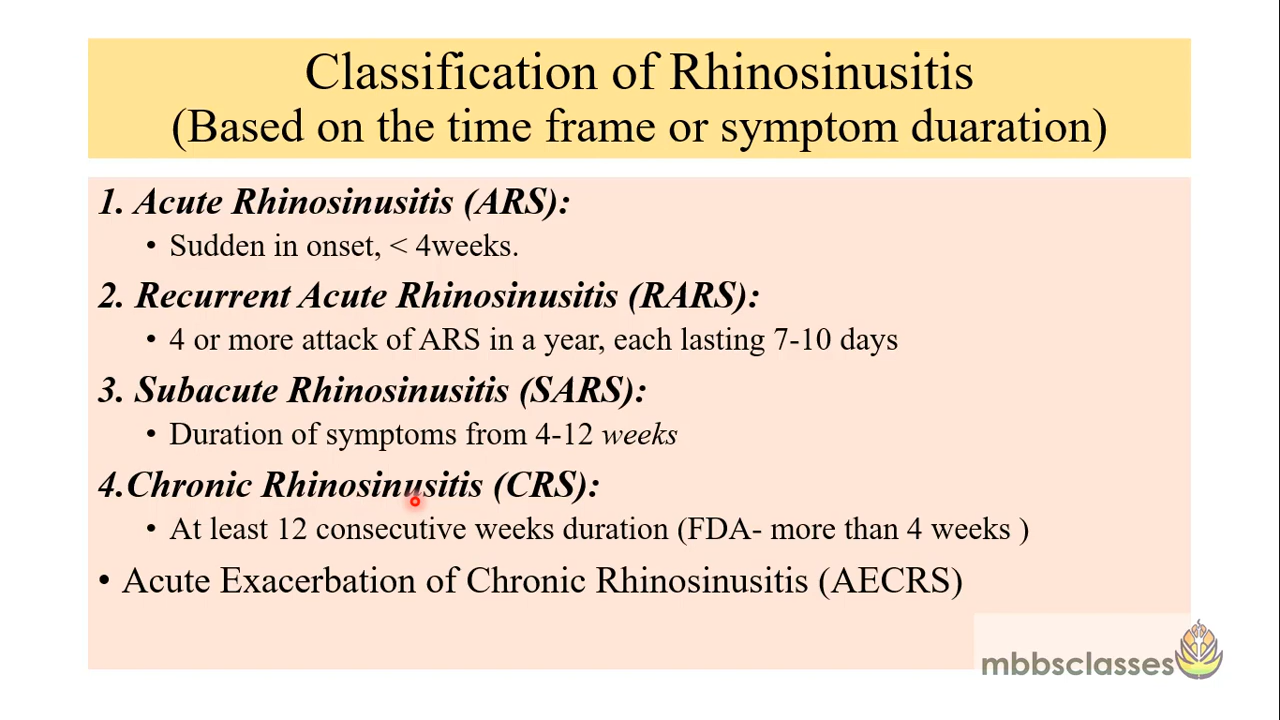 Classification of Rhinosinusitis
(Based on the time frame or symptom duaration)
1. Acute Rhinosinusitis (ARS):
• Sudden in onset, < 4weeks.
2. Recurrent Acute Rhinosinusitis (RARS):
• 4 or more attack of ARS in a year, each lasting 7-10 days
3. Subacute Rhinosinusitis (SARS):
• Duration of symptoms from 4-12 weeks
4.Chronic Rhinosinusitis (CRS):
• At least 12 consecutive weeks duration (FDA- more than 4 weeks )
• Acute Exacerbation of Chronic Rhinosinusitis (AECRS)
mbbsclasses